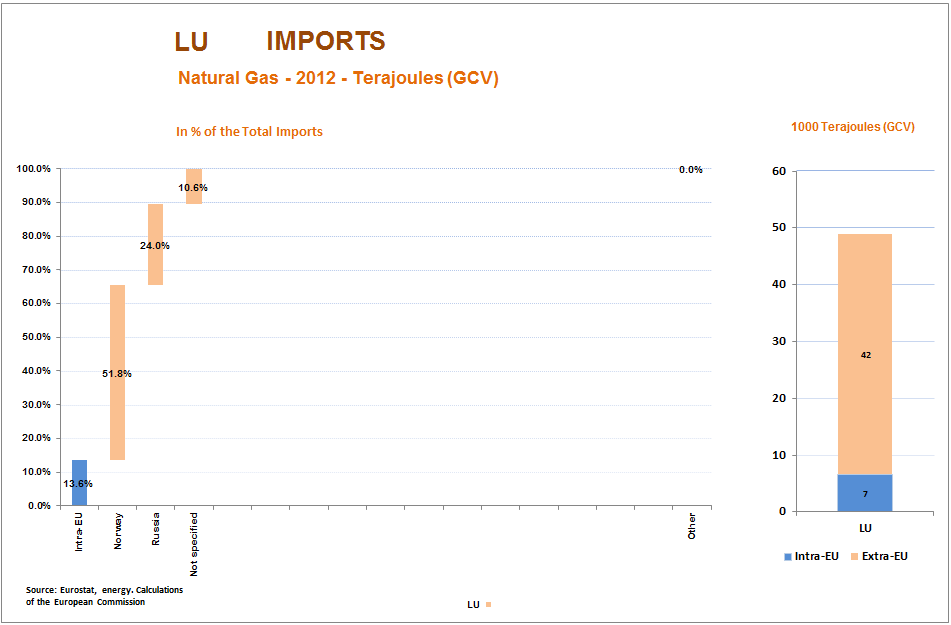 LU IMPORTS
Natural Gas - 2012 - Terajoules (GCV)
In % of the Total Imports
100.0%
90.0%
80.0%
70.0%
60.0%
50.0%
40.0%
30.0%
20.0%
10.0%
0.0%
13.6%
51.8%
24.0%
10.6%
0.0%
Intra-EU
Norway
Russia
Not specified
Other
LU
Source: Eurostat, energy. Calculations
of the European Commission
1000 Terajoules (GCV)
60
50
40
30
20
10
0
42
7
LU
Intra-EU Extra-EU